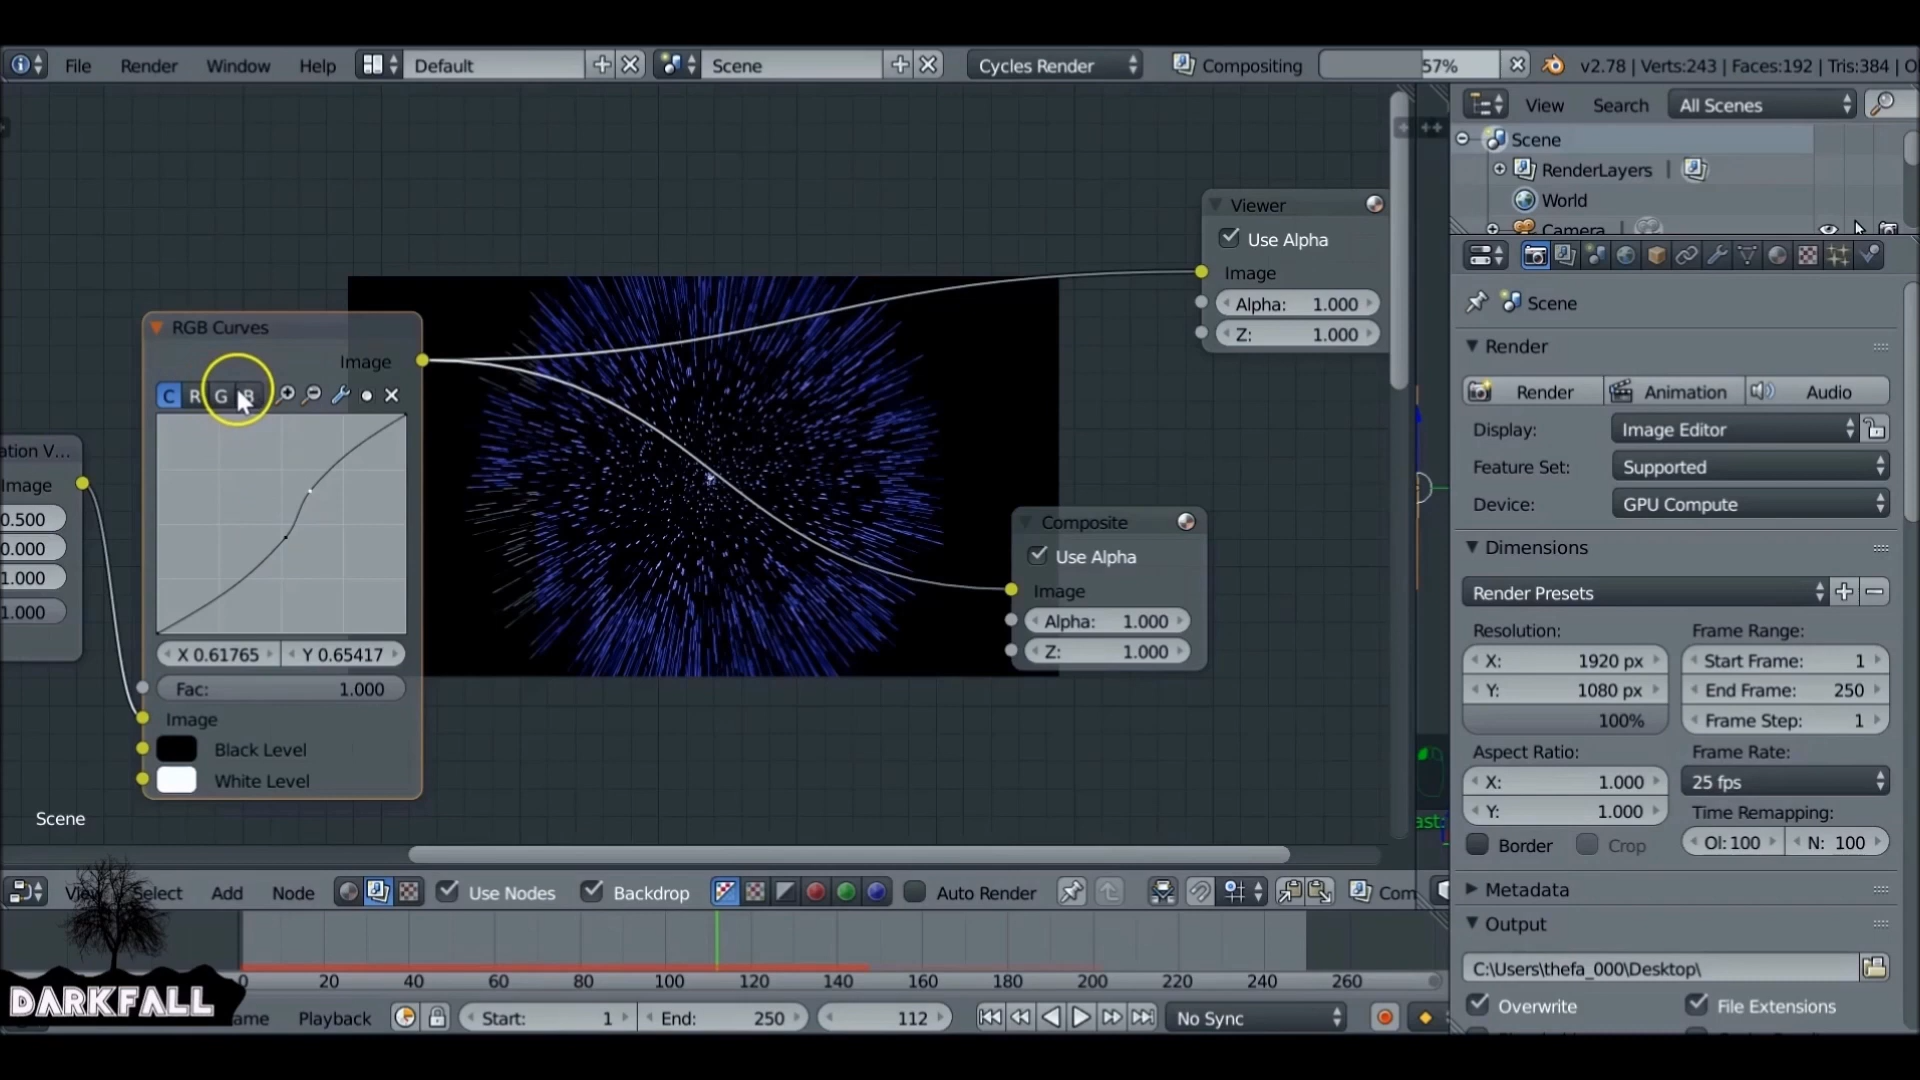 File Render Window Help Default Scene Cycles Render Compositing 57% v2.78 | Verts:243 | Faces:192 | Tris:384 | O
View Search All Scenes
Scene
RenderLayers |
World
Camera
Scene
Render
Render Animation Audio
Display: Image Editor
Feature Set: Supported
Device: GPU Compute
Dimensions
Render Presets
Resolution: Frame Range:
X: 1920 px Start Frame: 1
Y: 1080 px End Frame: 250
100% Frame Step: 1
Aspect Ratio: Frame Rate:
X: 1.000 25 fps
Y: 1.000 Time Remapping:
Border Crop Ol: 100 N: 100
Metadata
Output
C:\Users\thefa_000\Desktop\
Overwrite File Extensions
Viewer
Use Alpha
Image
Alpha: 1.000
Z: 1.000
RGB Curves
Image
C R G B
X 0.61765 Y 0.65417
Fac: 1.000
Image
Black Level
White Level
ation V...
Image
0.500
0.000
1.000
1.000
Composite
Use Alpha
Image
Alpha: 1.000
Z: 1.000
Scene
ast:
View Select Add Node Use Nodes Backdrop Auto Render Com
0 20 40 60 80 100 120 140 160 180 200 220 240 260
DARKFALL
ame Playback Start: 1 End: 250 112 No Sync